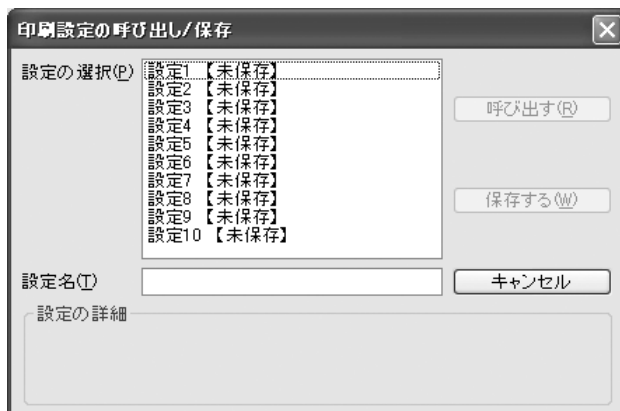 印刷設定の呼び出し/保存
設定の選択(P)
設定1 【未保存】
設定2 【未保存】
設定3 【未保存】
設定4 【未保存】
設定5 【未保存】
設定6 【未保存】
設定7 【未保存】
設定8 【未保存】
設定9 【未保存】
設定10 【未保存】
呼び出す(R)
保存する(W)
設定名(T)
キャンセル
設定の詳細